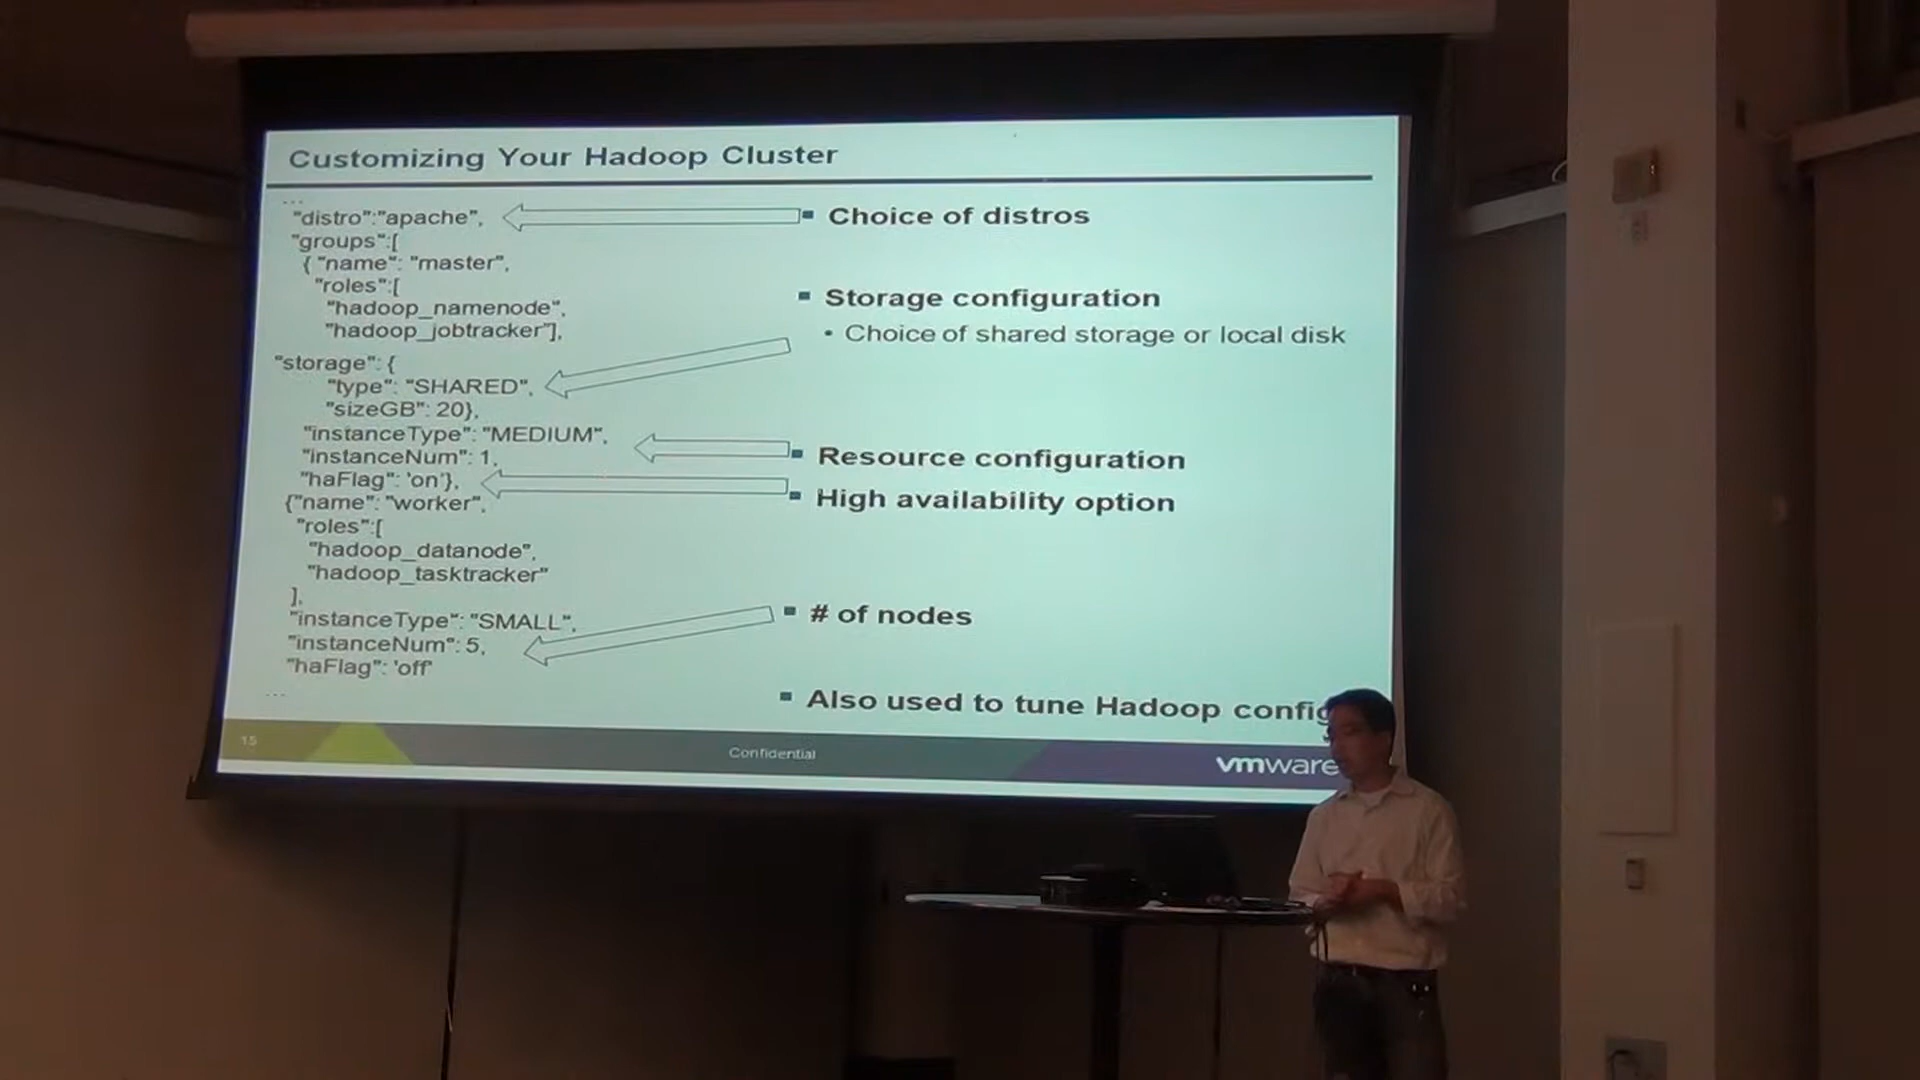 Customizing Your Hadoop Cluster
...
"distro":"apache",
"groups":[
{ "name": "master",
"roles":[
"hadoop_namenode",
"hadoop_jobtracker"],
"storage": {
"type": "SHARED",
"sizeGB": 20},
"instanceType": "MEDIUM",
"instanceNum": 1,
"haFlag": 'on'},
{"name": "worker",
"roles":[
"hadoop_datanode",
"hadoop_tasktracker"
],
"instanceType": "SMALL",
"instanceNum": 5,
"haFlag": 'off'
...
▪ Choice of distros
▪ Storage configuration
• Choice of shared storage or local disk
▪ Resource configuration
▪ High availability option
▪ # of nodes
▪ Also used to tune Hadoop config
15
Confidential
vmware